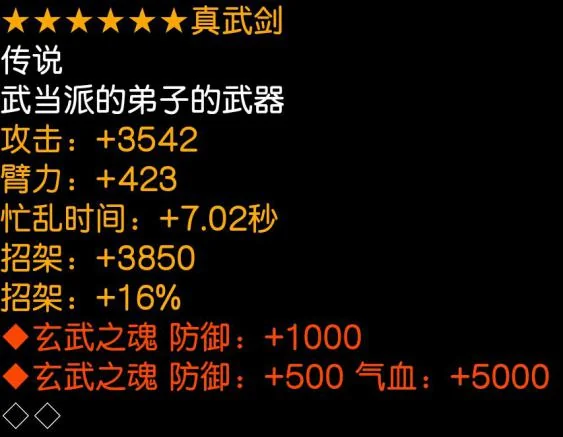 ★★★★★★真武剑
传说
武当派的弟子的武器
攻击：+3542
臂力：+423
忙乱时间：+7.02秒
招架：+3850
招架：+16%
◆玄武之魂 防御：+1000
◆玄武之魂 防御：+500 气血：+5000
◇◇